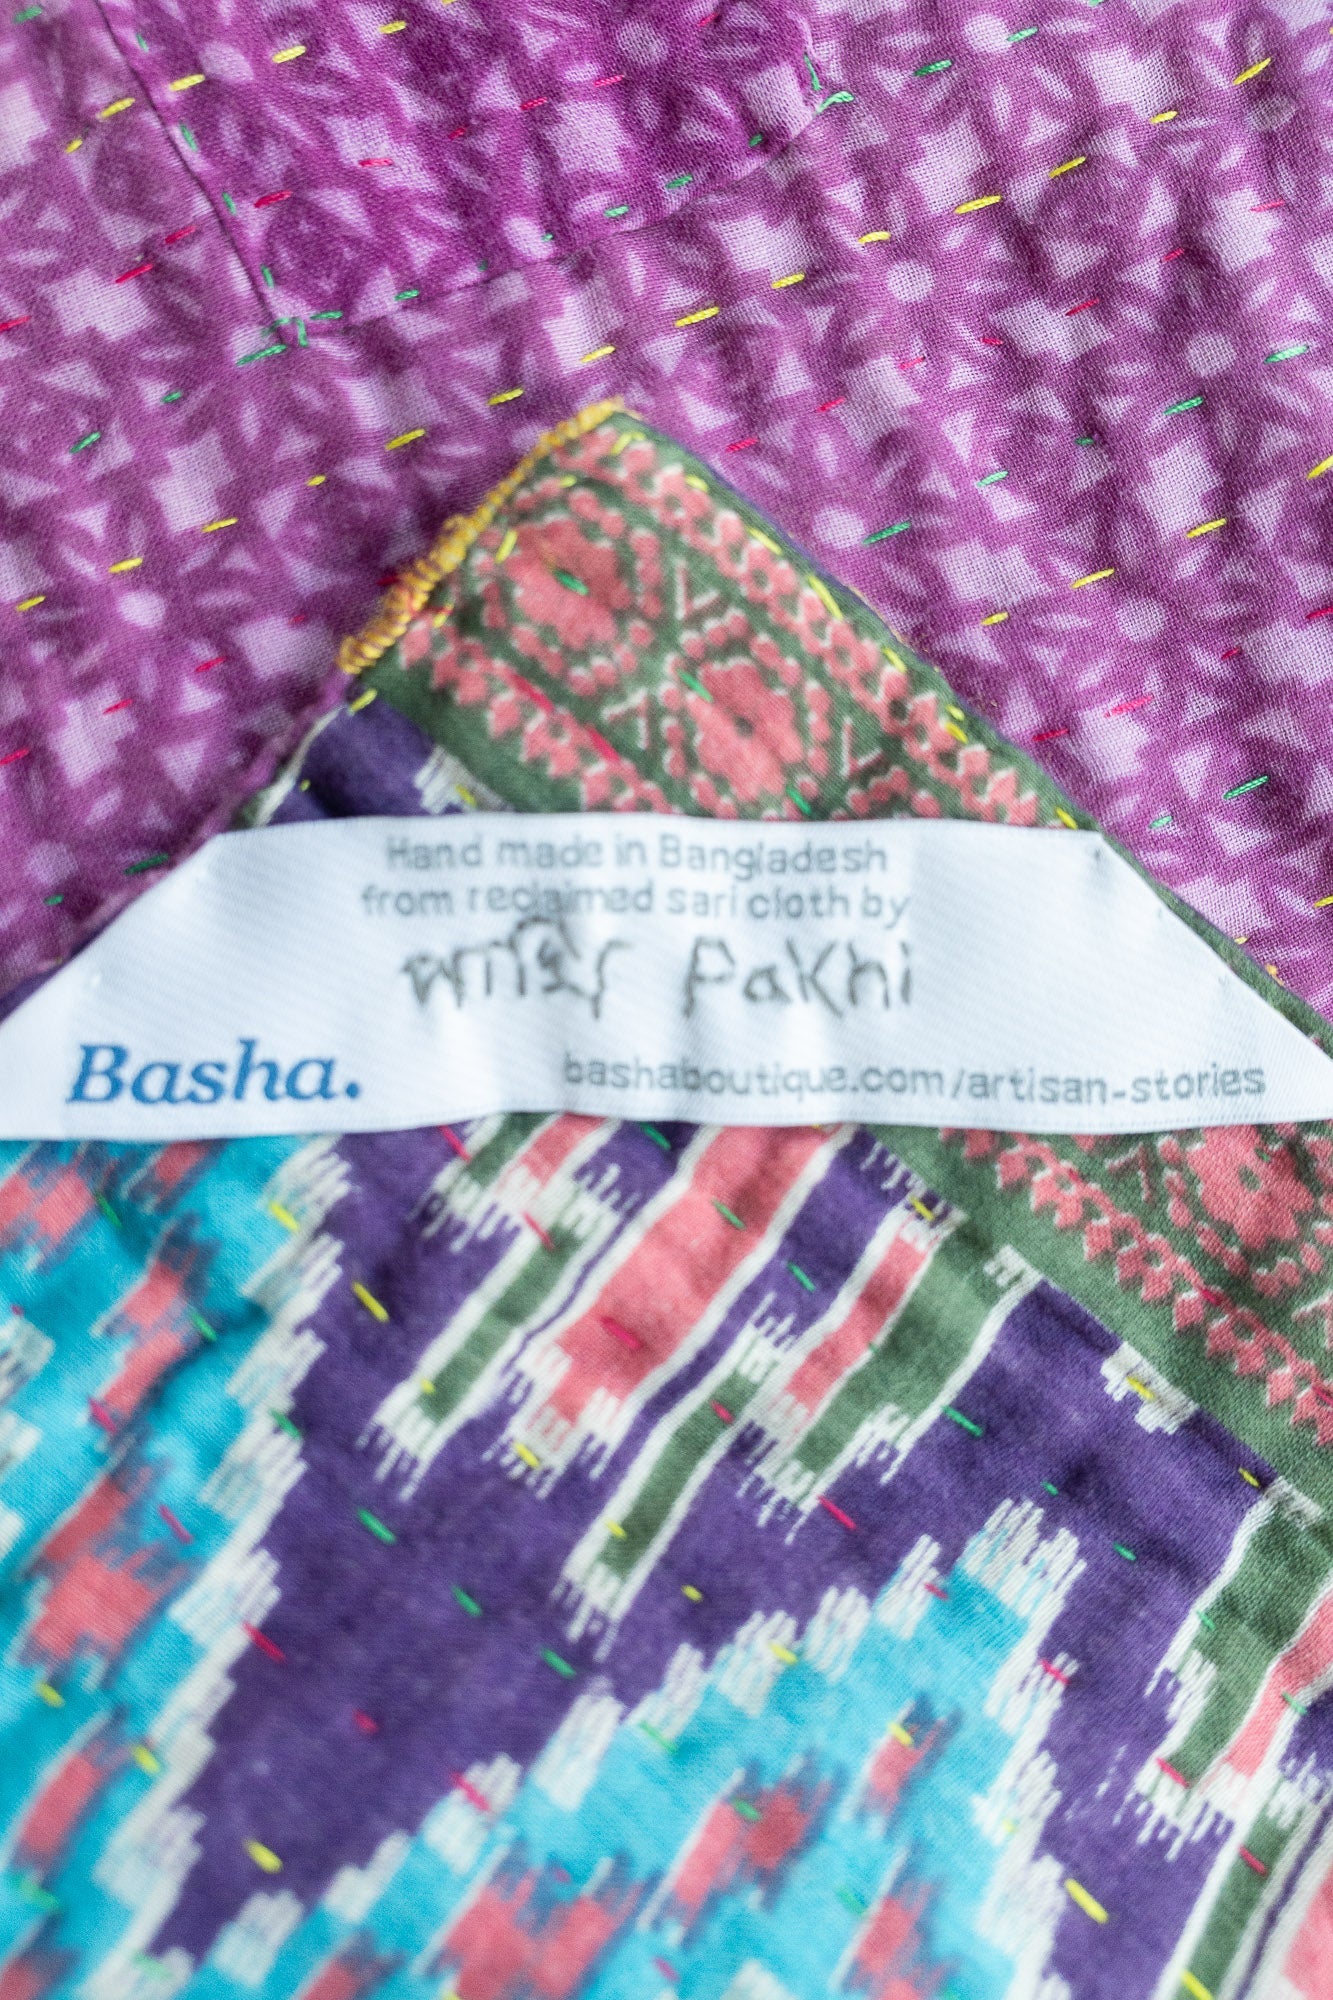 Hand made in Bangladesh
from reclaimed sari cloth by
পাখি Pakhi
Basha.
bashaboutique.com/artisan-stories